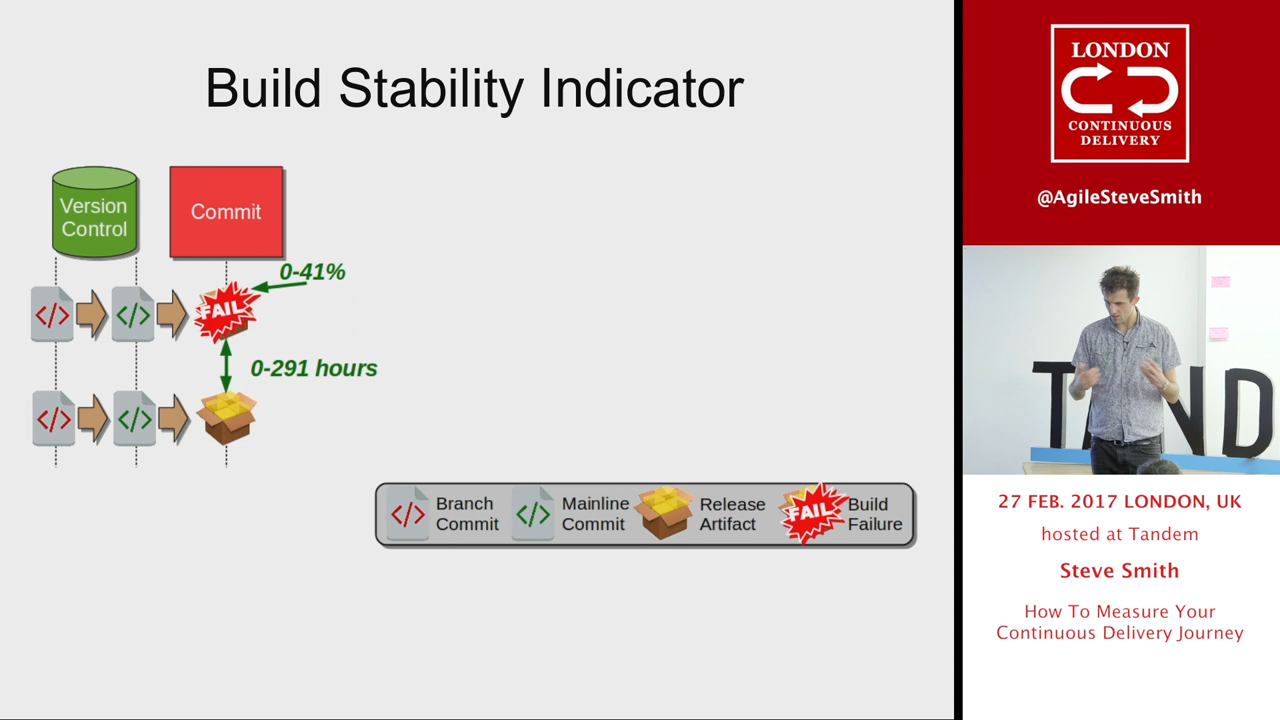 Build Stability Indicator
Version
Control
Commit
0-41%
</>
</>
FAIL
0-291 hours
</>
</>
</>
Branch
Commit
</>
Mainline
Commit
Release
Artifact
FAIL
Build
Failure
LONDON
CONTINUOUS
DELIVERY
@AgileSteveSmith
TAND
27 FEB. 2017 LONDON, UK
hosted at Tandem
Steve Smith
How To Measure Your
Continuous Delivery Journey